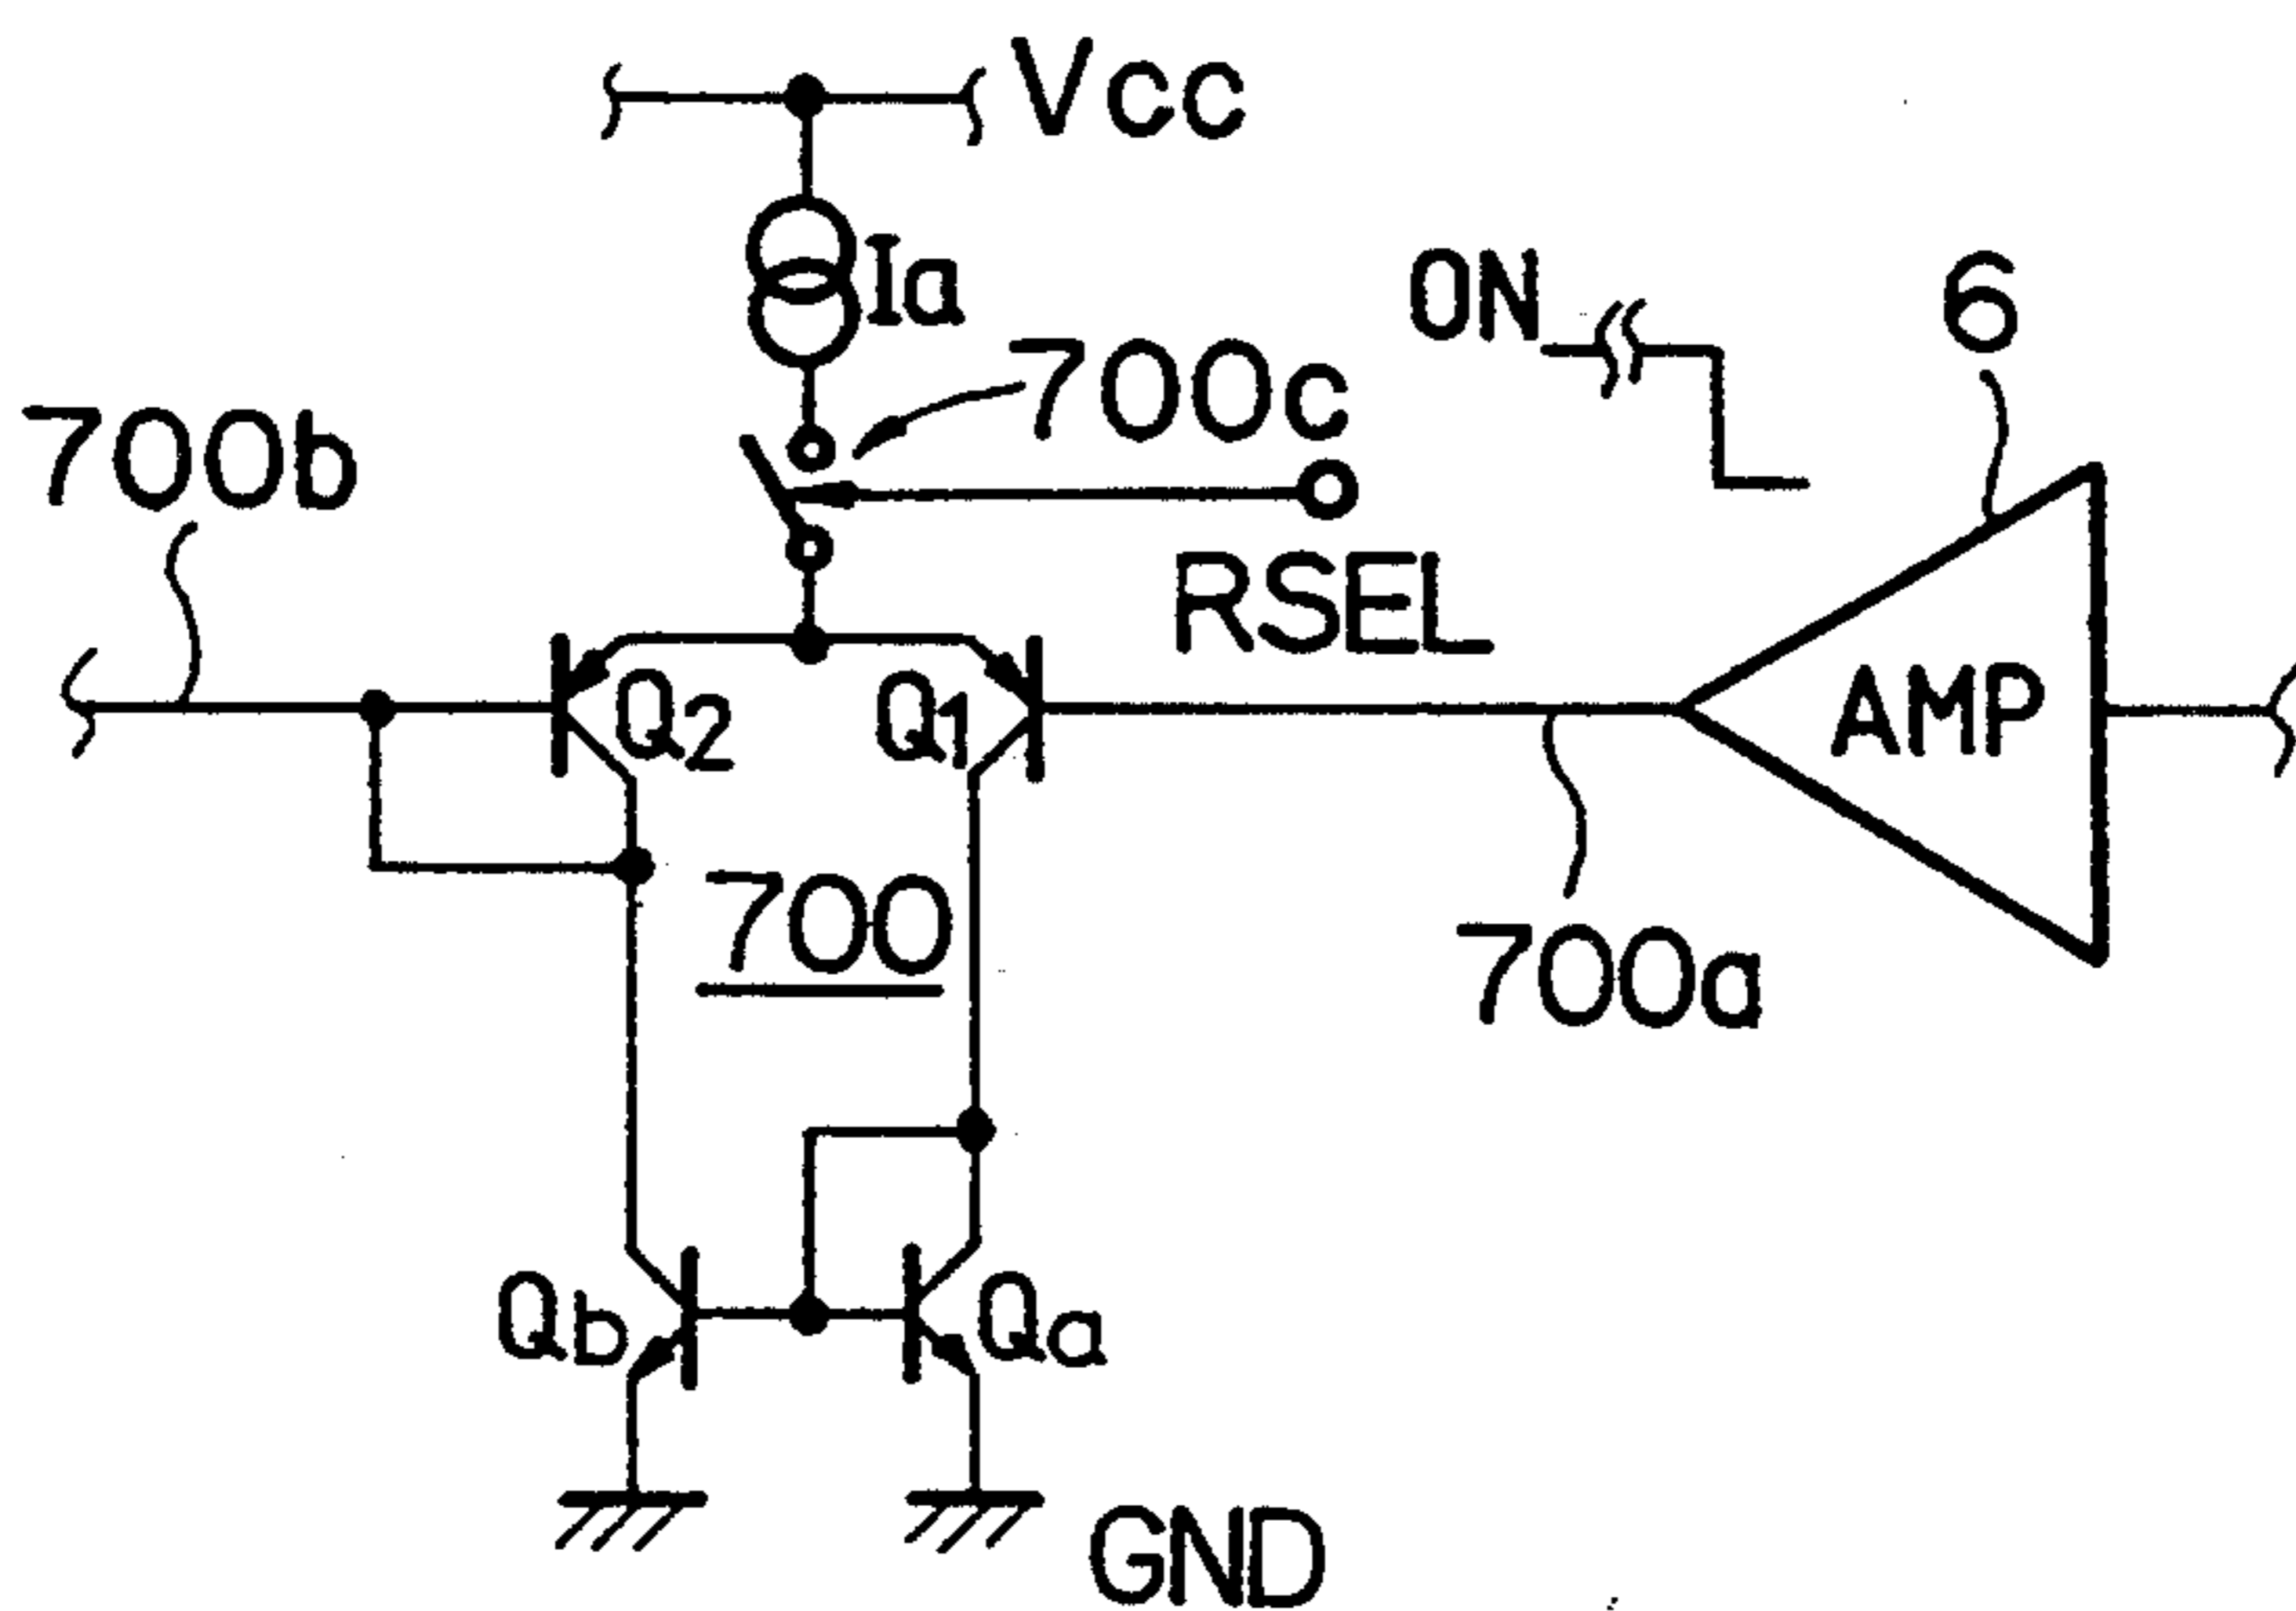 Vcc
Ia
ON
6
700c
700b
RSEL
Q2
Q1
AMP
700
700a
Qb
Qa
GND